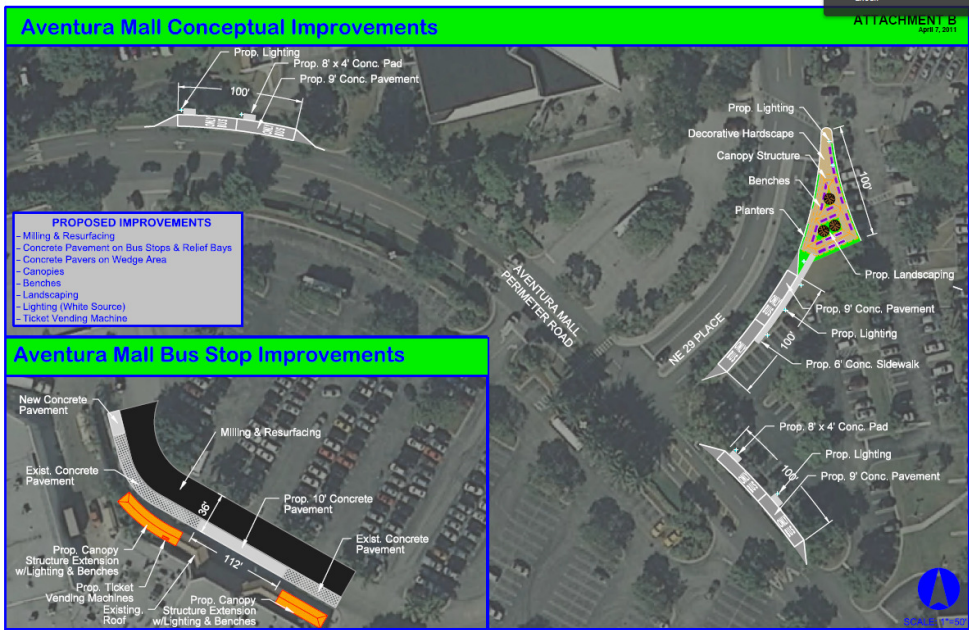 Aventura Mall Conceptual Improvements
ATTACHMENT B
April 7, 2011
Prop. Lighting
Prop. 8' x 4' Conc. Pad
Prop. 9' Conc. Pavement
100'
ONLY
BUS
ONLY
BUS
Prop. Lighting
Decorative Hardscape
Canopy Structure
Benches
Planters
100'
Prop. Landscaping
Prop. 9' Conc. Pavement
Prop. Lighting
100'
Prop. 6' Conc. Sidewalk
AVENTURA MALL
PERIMETER ROAD
NE 29 PLACE
PROPOSED IMPROVEMENTS
- Milling & Resurfacing
- Concrete Pavement on Bus Stops & Relief Bays
- Concrete Pavers on Wedge Area
- Canopies
- Benches
- Landscaping
- Lighting (White Source)
- Ticket Vending Machine
Prop. 8' x 4' Conc. Pad
Prop. Lighting
100'
Prop. 9' Conc. Pavement
Aventura Mall Bus Stop Improvements
New Concrete
Pavement
Milling & Resurfacing
Exist. Concrete
Pavement
36'
Prop. 10' Concrete
Pavement
Exist. Concrete
Pavement
112'
Prop. Canopy
Structure Extension
w/Lighting & Benches
Prop. Ticket
Vending Machines
Existing
Roof
Prop. Canopy
Structure Extension
w/Lighting & Benches
SCALE: 1"=50'